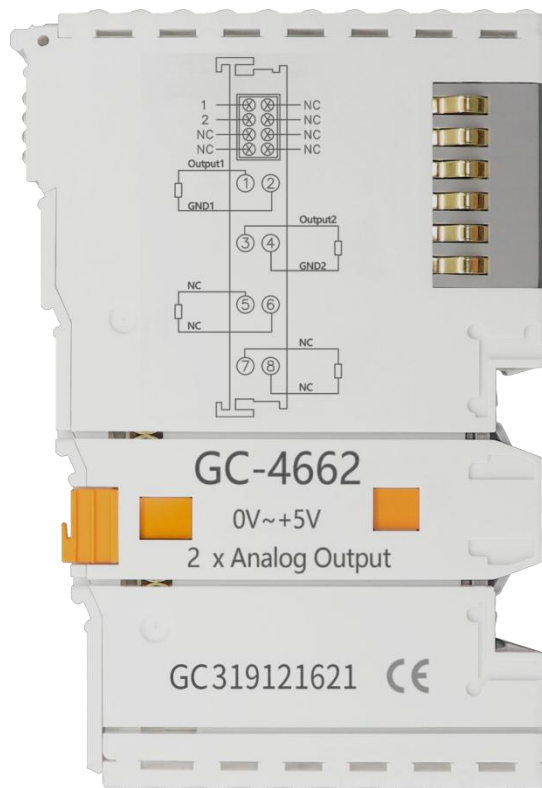 1 NC
2 NC
NC NC
NC NC
Output1
1 2
GND1
Output2
3 4
GND2
NC
5 6
NC
NC
7 8
NC
GC-4662
0V~+5V
2 x Analog Output
GC319121621 CE